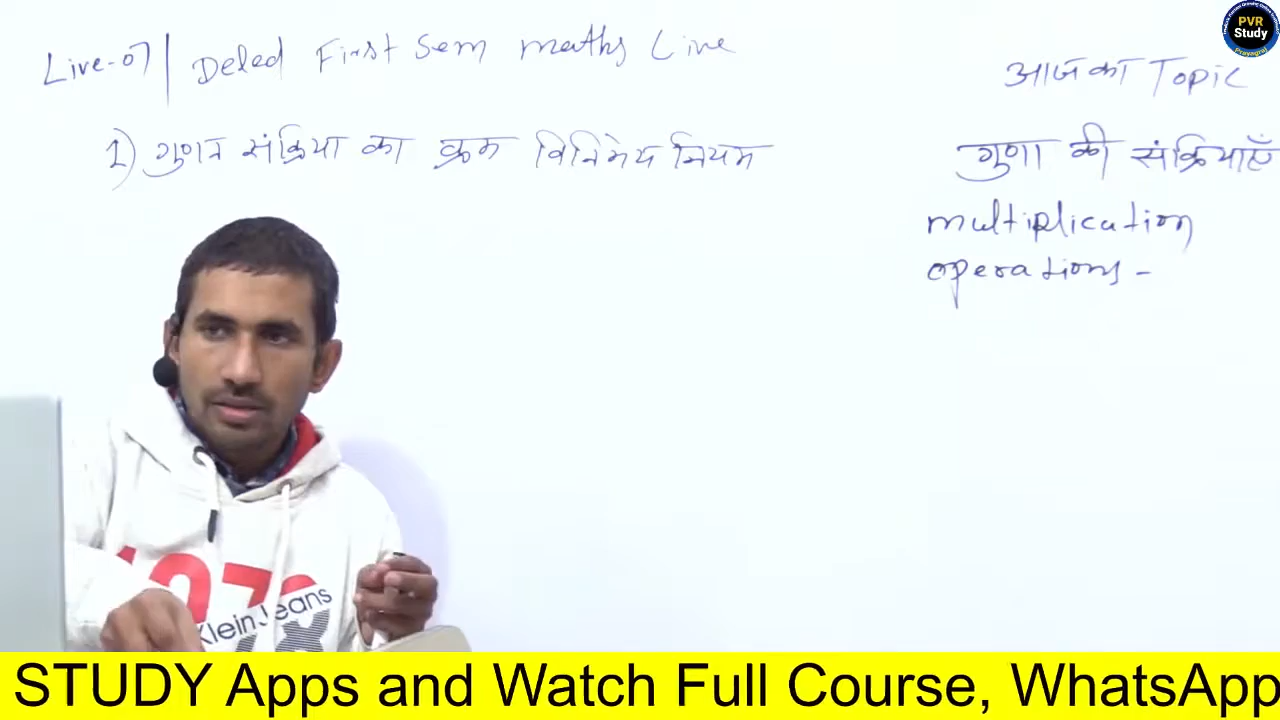 Live-07 | Deled First Sem maths Live
आज का Topic
1) गुणन संक्रिया का क्रम विनिमेय नियम
गुणा की संक्रियाएँ
multiplication
operations -
PVR
Study
Prayagraj
Klein Jeans
STUDY Apps and Watch Full Course, WhatsApp